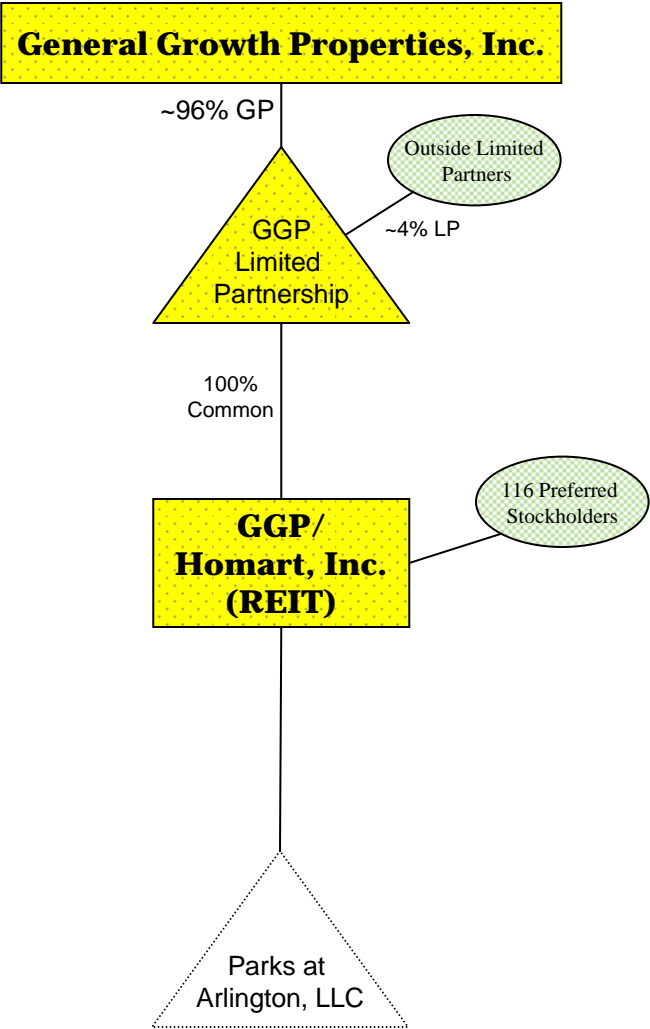 General Growth Properties, Inc.
~96% GP
Outside Limited
Partners
~4% LP
GGP
Limited
Partnership
100%
Common
116 Preferred
Stockholders
GGP/
Homart, Inc.
(REIT)
Parks at
Arlington, LLC